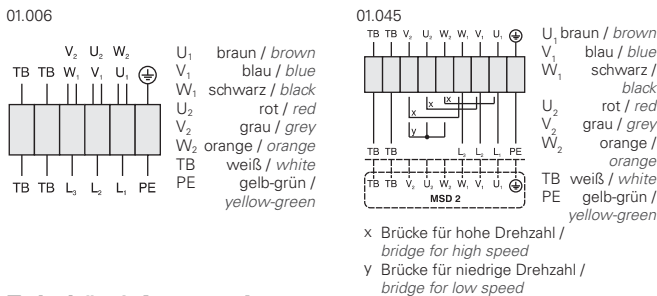 01.006
V₂ U₂ W₂
TB TB W₁ V₁ U₁
TB TB L₃ L₂ L₁ PE
U₁ braun / brown
V₁ blau / blue
W₁ schwarz / black
U₂ rot / red
V₂ grau / grey
W₂ orange / orange
TB weiß / white
PE gelb-grün /
yellow-green
01.045
TB TB V₂ U₂ W₂ W₁ V₁ U₁
x
x
x
y
TB TB L₃ L₂ L₁ PE
TB TB V₂ U₂ W₂ W₁ V₁ U₁
MSD 2
U₁ braun / brown
V₁ blau / blue
W₁ schwarz /
black
U₂ rot / red
V₂ grau / grey
W₂ orange /
orange
TB weiß / white
PE gelb-grün /
yellow-green
x Brücke für hohe Drehzahl /
bridge for high speed
y Brücke für niedrige Drehzahl /
bridge for low speed